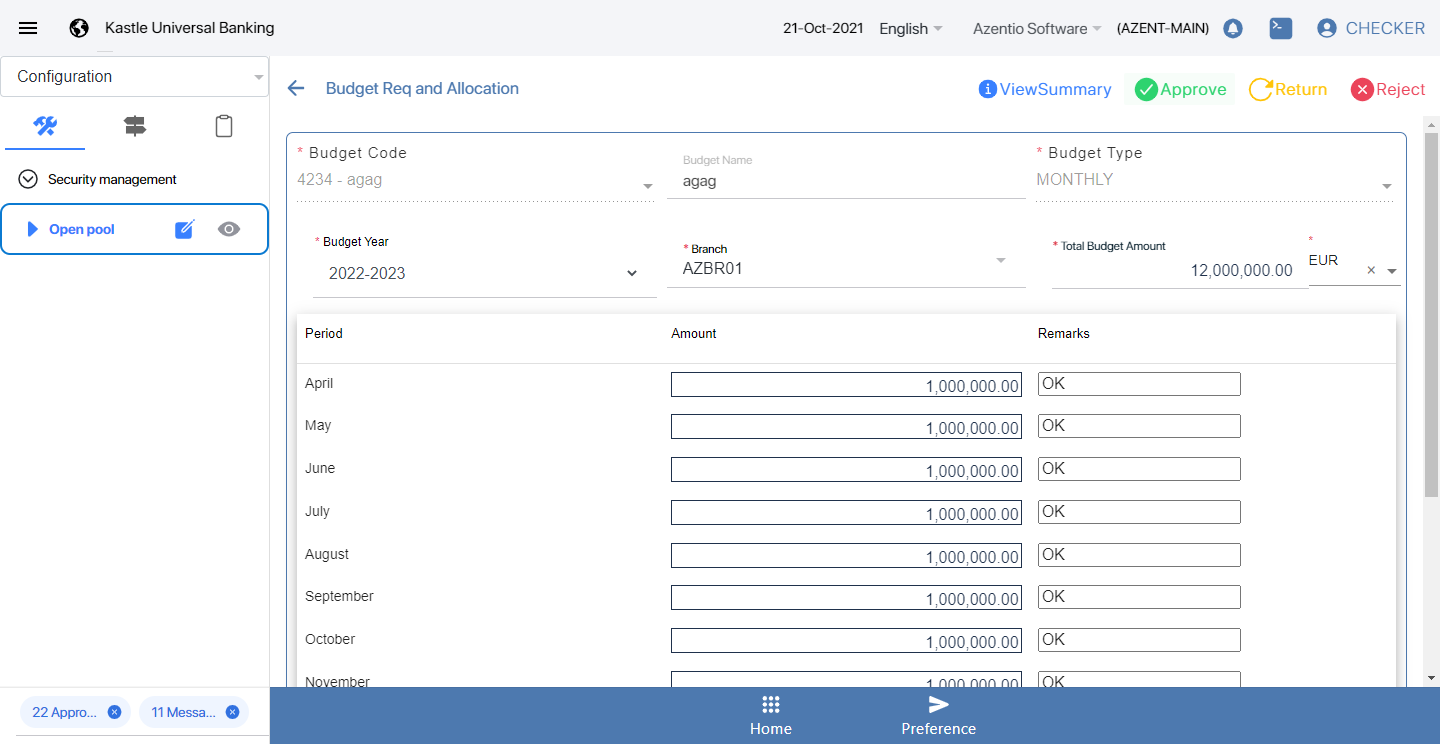 Kastle Universal Banking
21-Oct-2021
English
Azentio Software
(AZENT-MAIN)
CHECKER
Configuration
Security management
Open pool
22 Appro...
11 Messa...
Budget Req and Allocation
ViewSummary
Approve
Return
Reject
* Budget Code
4234 - agag
Budget Name
agag
* Budget Type
MONTHLY
* Budget Year
2022-2023
* Branch
AZBR01
* Total Budget Amount
12,000,000.00
*
EUR
×
Period Amount Remarks
April 1,000,000.00 OK
May 1,000,000.00 OK
June 1,000,000.00 OK
July 1,000,000.00 OK
August 1,000,000.00 OK
September 1,000,000.00 OK
October 1,000,000.00 OK
November 1,000,000.00 OK
Home
Preference